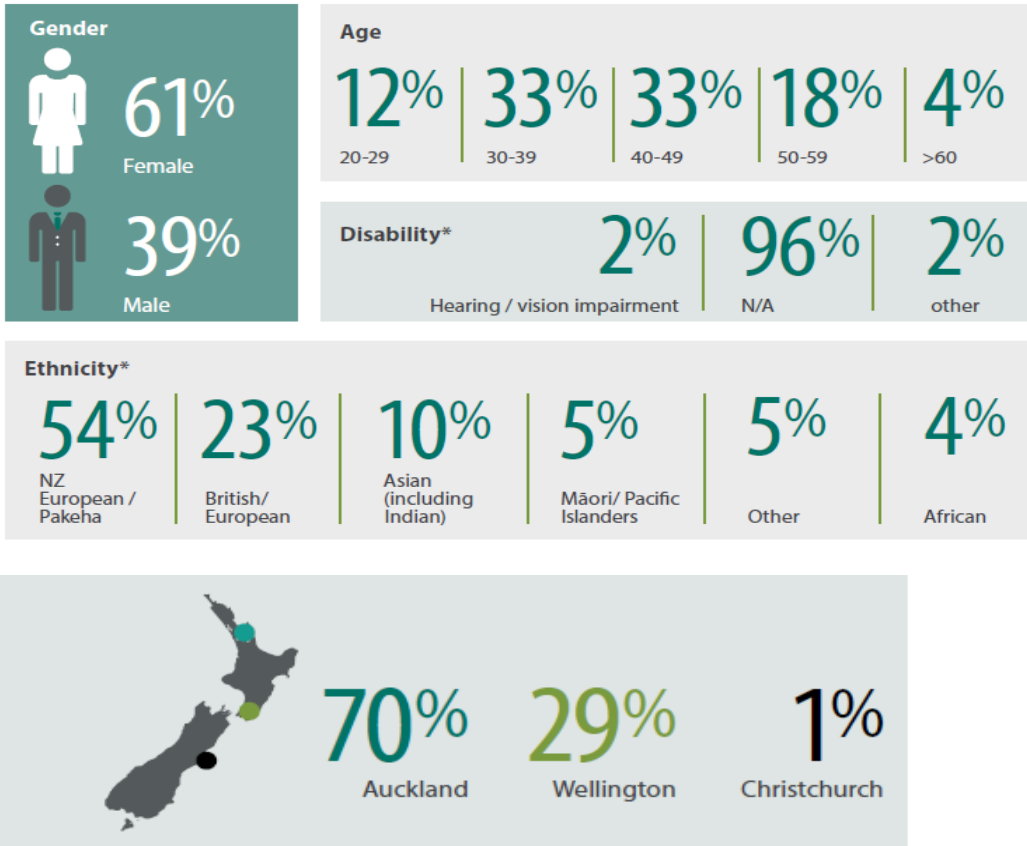 Gender
61%
Female
39%
Male
Age
12% 33% 33% 18% 4%
20-29 30-39 40-49 50-59 >60
Disability* 2% 96% 2%
Hearing / vision impairment N/A other
Ethnicity*
54%
NZ
European /
Pakeha
23%
British/
European
10%
Asian
(including
Indian)
5%
Māori/ Pacific
Islanders
5%
Other
4%
African
70% 29% 1%
Auckland Wellington Christchurch